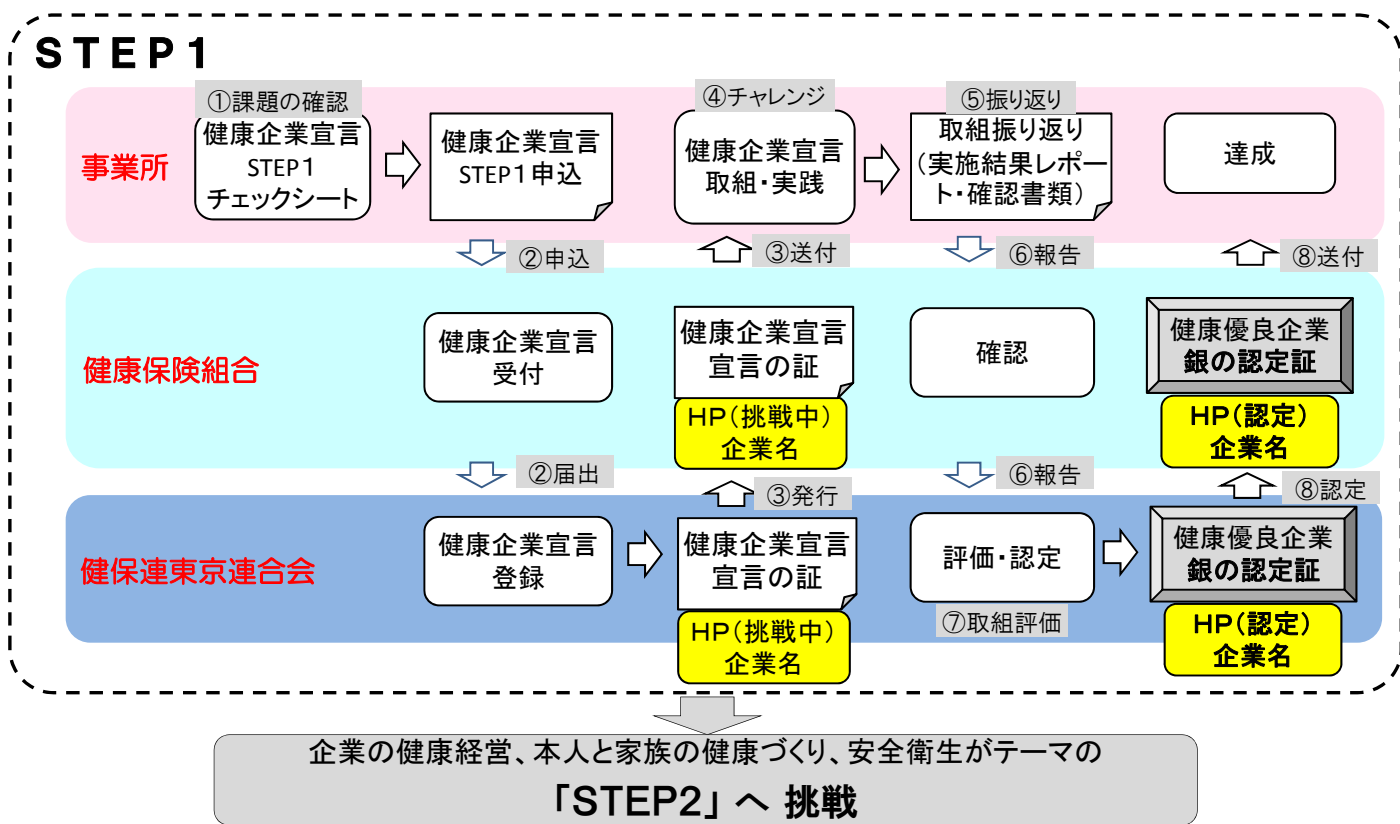 STEP1
①課題の確認
健康企業宣言
STEP1
チェックシート
健康企業宣言
STEP1申込
④チャレンジ
健康企業宣言
取組・実践
⑤振り返り
取組振り返り
(実施結果レポー
ト・確認書類)
達成
事業所
②申込
③送付
⑥報告
⑧送付
健康保険組合
健康企業宣言
受付
健康企業宣言
宣言の証
HP(挑戦中)
企業名
確認
健康優良企業
銀の認定証
HP(認定)
企業名
②届出
③発行
⑥報告
⑧認定
健保連東京連合会
健康企業宣言
登録
健康企業宣言
宣言の証
HP(挑戦中)
企業名
評価・認定
⑦取組評価
健康優良企業
銀の認定証
HP(認定)
企業名
企業の健康経営、本人と家族の健康づくり、安全衛生がテーマの
「STEP2」 へ 挑戦